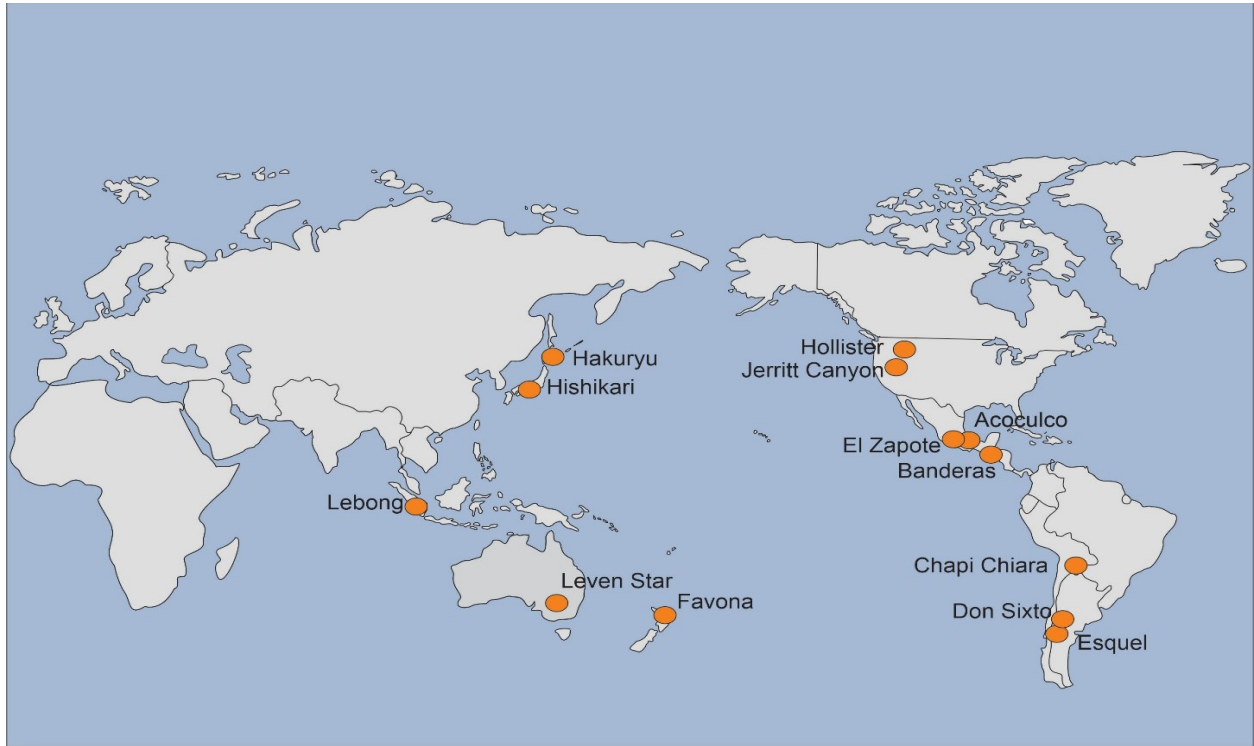 Hollister
Hakuryu
Jerritt Canyon
Hishikari
Acoculco
El Zapote
Banderas
Lebong
Chapi Chiara
Leven Star
Favona
Don Sixto
Esquel